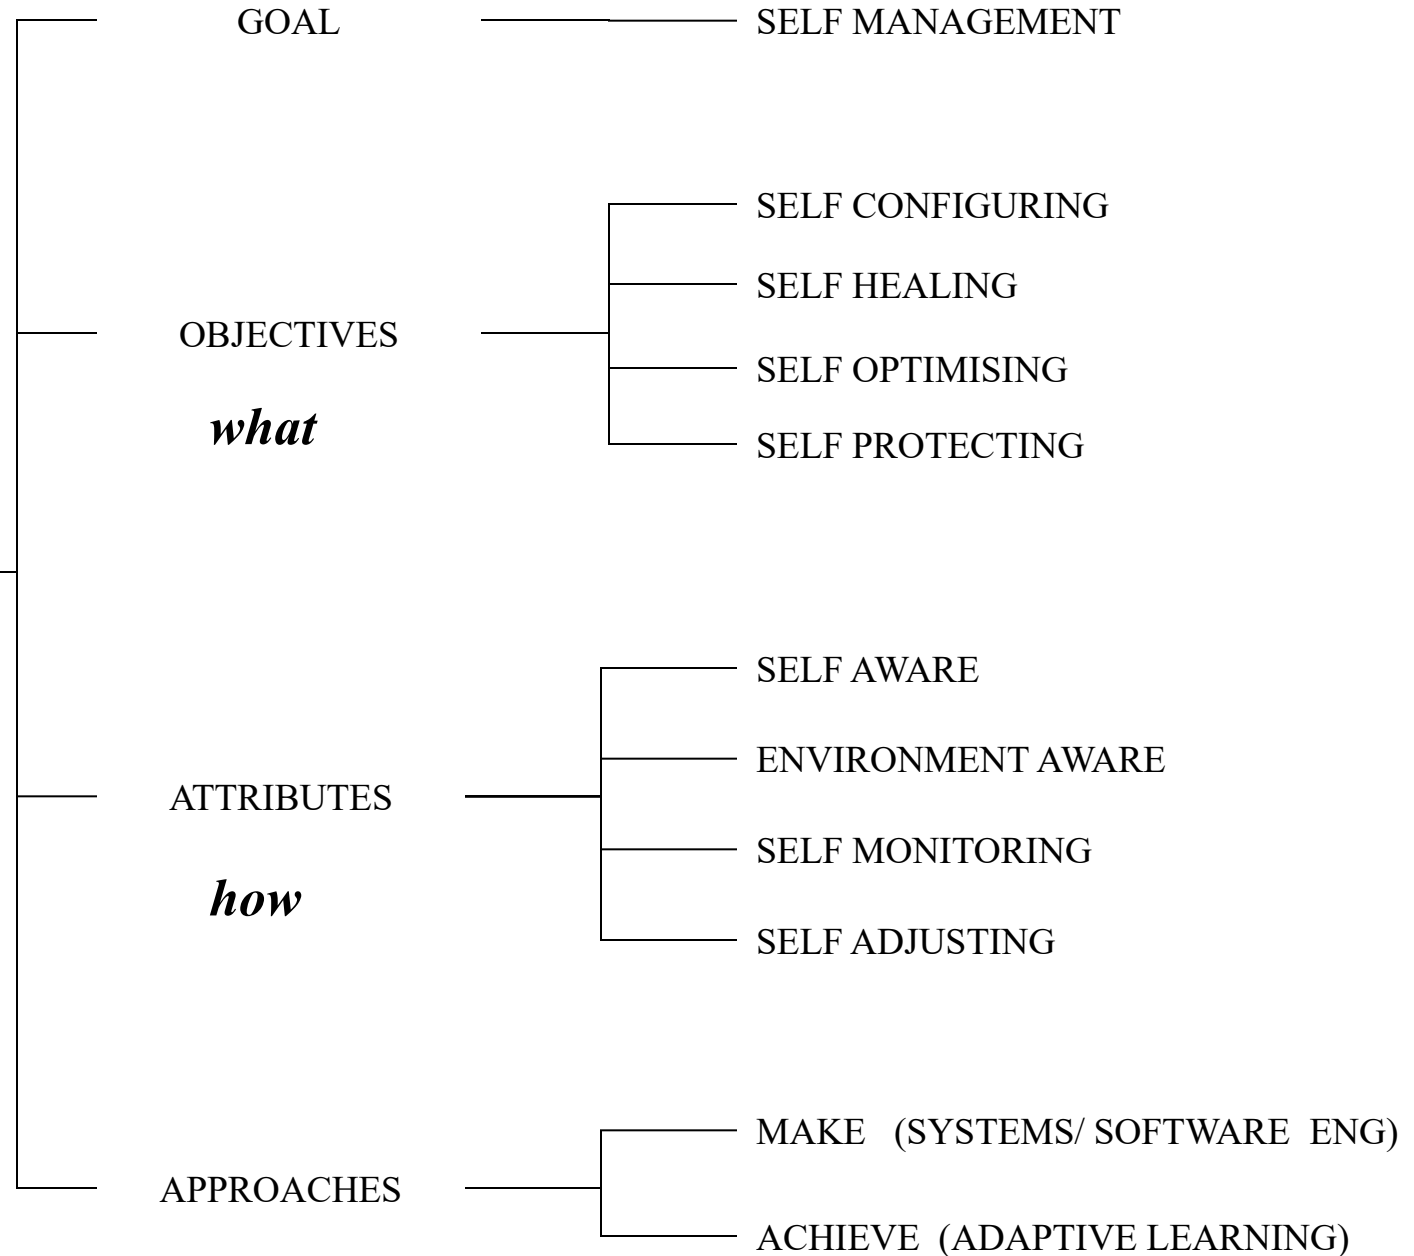 GOAL
SELF MANAGEMENT
OBJECTIVES
what
SELF CONFIGURING
SELF HEALING
SELF OPTIMISING
SELF PROTECTING
ATTRIBUTES
how
SELF AWARE
ENVIRONMENT AWARE
SELF MONITORING
SELF ADJUSTING
APPROACHES
MAKE (SYSTEMS/ SOFTWARE ENG)
ACHIEVE (ADAPTIVE LEARNING)